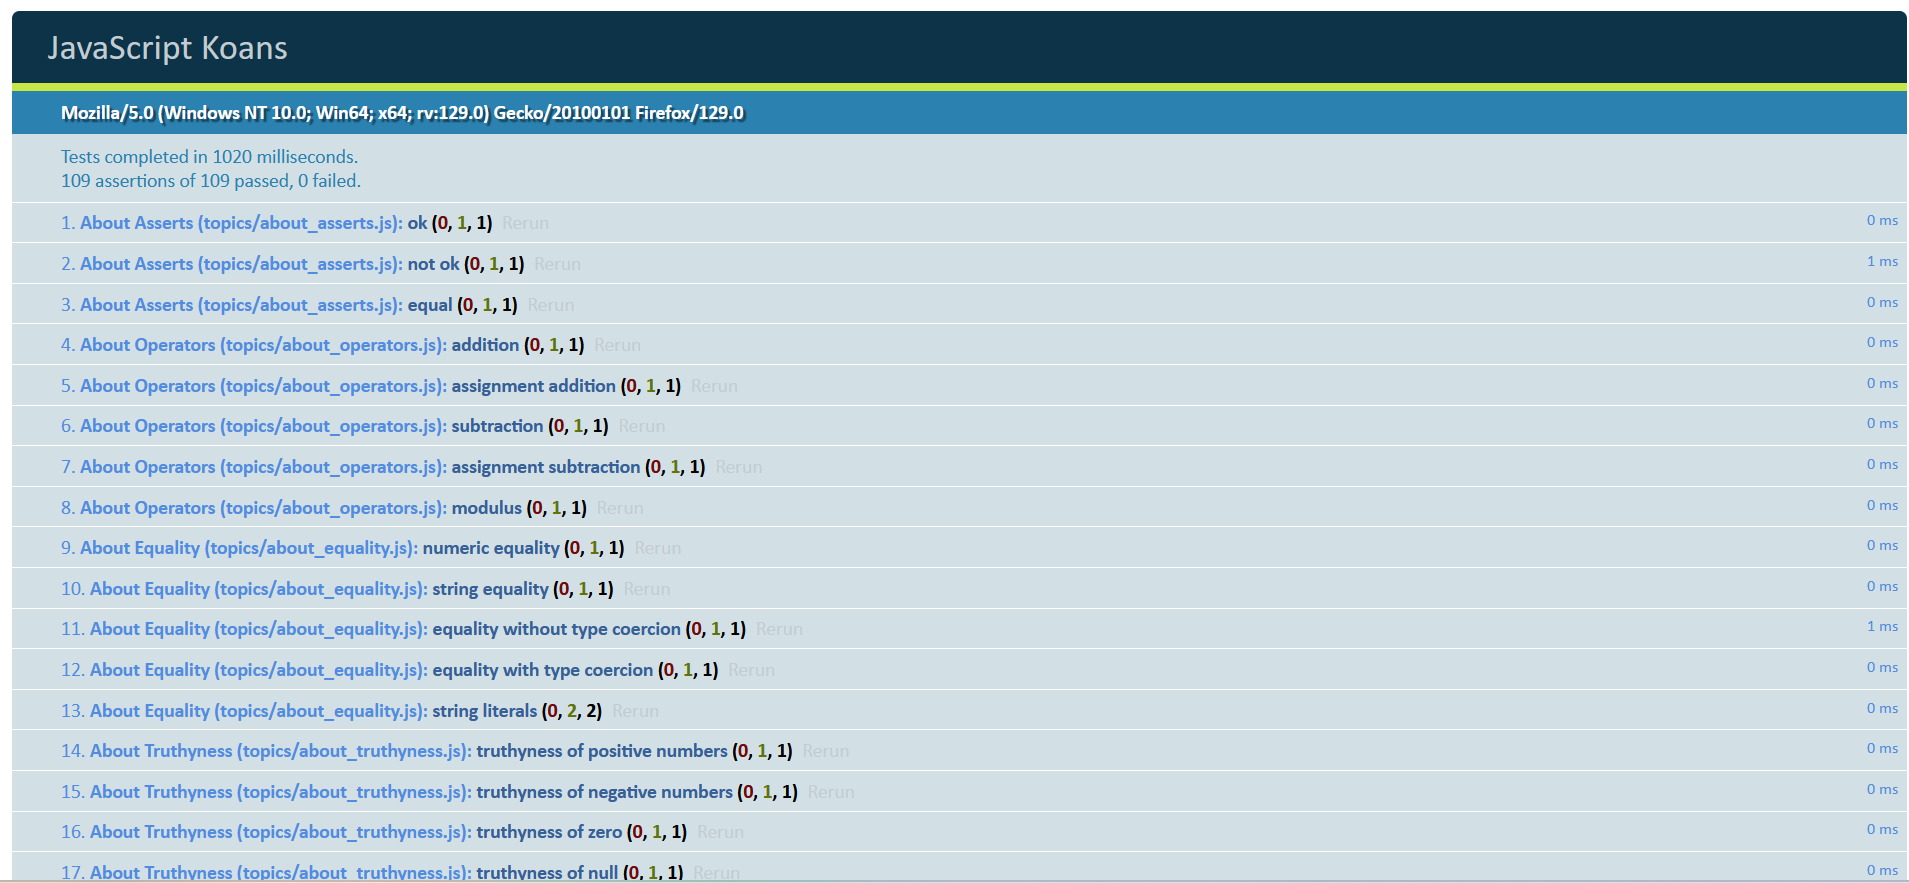 JavaScript Koans
Mozilla/5.0 (Windows NT 10.0; Win64; x64; rv:129.0) Gecko/20100101 Firefox/129.0
Tests completed in 1020 milliseconds.
109 assertions of 109 passed, 0 failed.
1. About Asserts (topics/about_asserts.js): ok (0, 1, 1) Rerun 0 ms
2. About Asserts (topics/about_asserts.js): not ok (0, 1, 1) Rerun 1 ms
3. About Asserts (topics/about_asserts.js): equal (0, 1, 1) Rerun 0 ms
4. About Operators (topics/about_operators.js): addition (0, 1, 1) Rerun 0 ms
5. About Operators (topics/about_operators.js): assignment addition (0, 1, 1) Rerun 0 ms
6. About Operators (topics/about_operators.js): subtraction (0, 1, 1) Rerun 0 ms
7. About Operators (topics/about_operators.js): assignment subtraction (0, 1, 1) Rerun 0 ms
8. About Operators (topics/about_operators.js): modulus (0, 1, 1) Rerun 0 ms
9. About Equality (topics/about_equality.js): numeric equality (0, 1, 1) Rerun 0 ms
10. About Equality (topics/about_equality.js): string equality (0, 1, 1) Rerun 0 ms
11. About Equality (topics/about_equality.js): equality without type coercion (0, 1, 1) Rerun 1 ms
12. About Equality (topics/about_equality.js): equality with type coercion (0, 1, 1) Rerun 0 ms
13. About Equality (topics/about_equality.js): string literals (0, 2, 2) Rerun 0 ms
14. About Truthyness (topics/about_truthyness.js): truthyness of positive numbers (0, 1, 1) Rerun 0 ms
15. About Truthyness (topics/about_truthyness.js): truthyness of negative numbers (0, 1, 1) Rerun 0 ms
16. About Truthyness (topics/about_truthyness.js): truthyness of zero (0, 1, 1) Rerun 0 ms
17. About Truthyness (topics/about_truthyness.js): truthyness of null (0, 1, 1) Rerun 0 ms